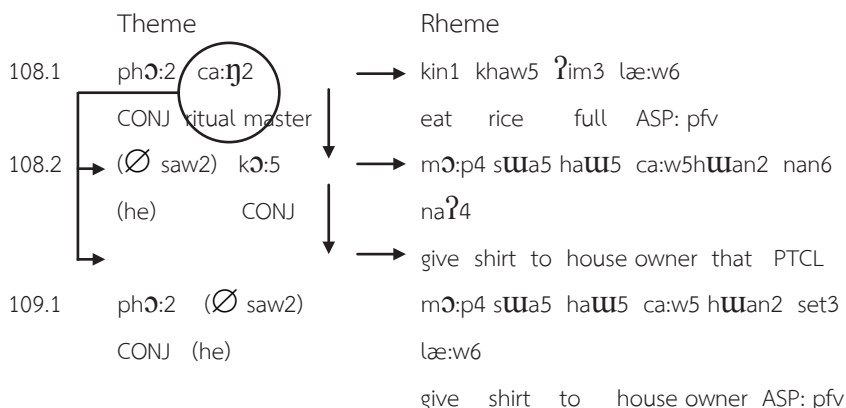 Theme Rheme
108.1 phɔ:2 ca:ŋ2 kin1 khaw5 ʔim3 læ:w6
CONJ ritual master eat rice full ASP: pfv
108.2 (∅ saw2) kɔ:5 mɔ:p4 sɯa5 haɯ5 ca:w5hɯan2 nan6
(he) CONJ naʔ4
give shirt to house owner that PTCL
109.1 phɔ:2 (∅ saw2) mɔ:p4 sɯa5 haɯ5 ca:w5 hɯan2 set3
CONJ (he) læ:w6
give shirt to house owner ASP: pfv